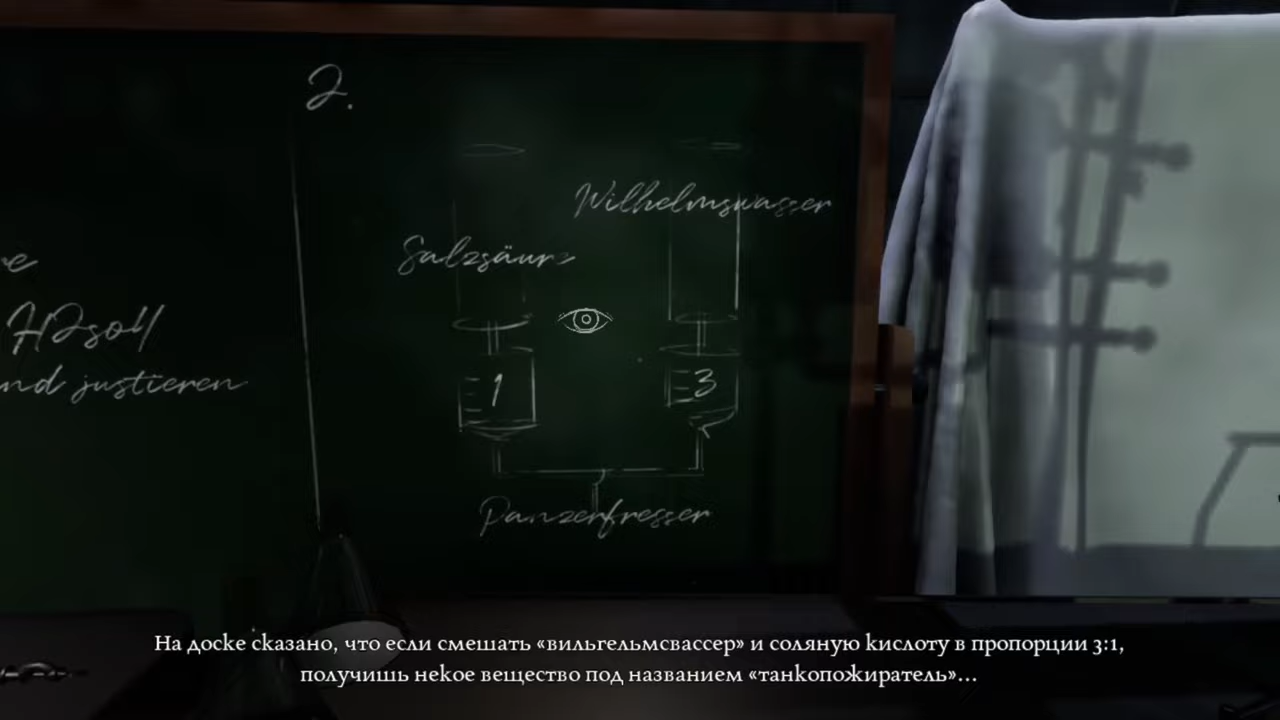 2.
Wilhelmswasser
Salzsäure
e
APsoll
nd justieren
1
3
Panzerfresser
На доске сказано, что если смешать «вильгельмсвассер» и соляную кислоту в пропорции 3:1,
получишь некое вещество под названием «танкопожиратель»...